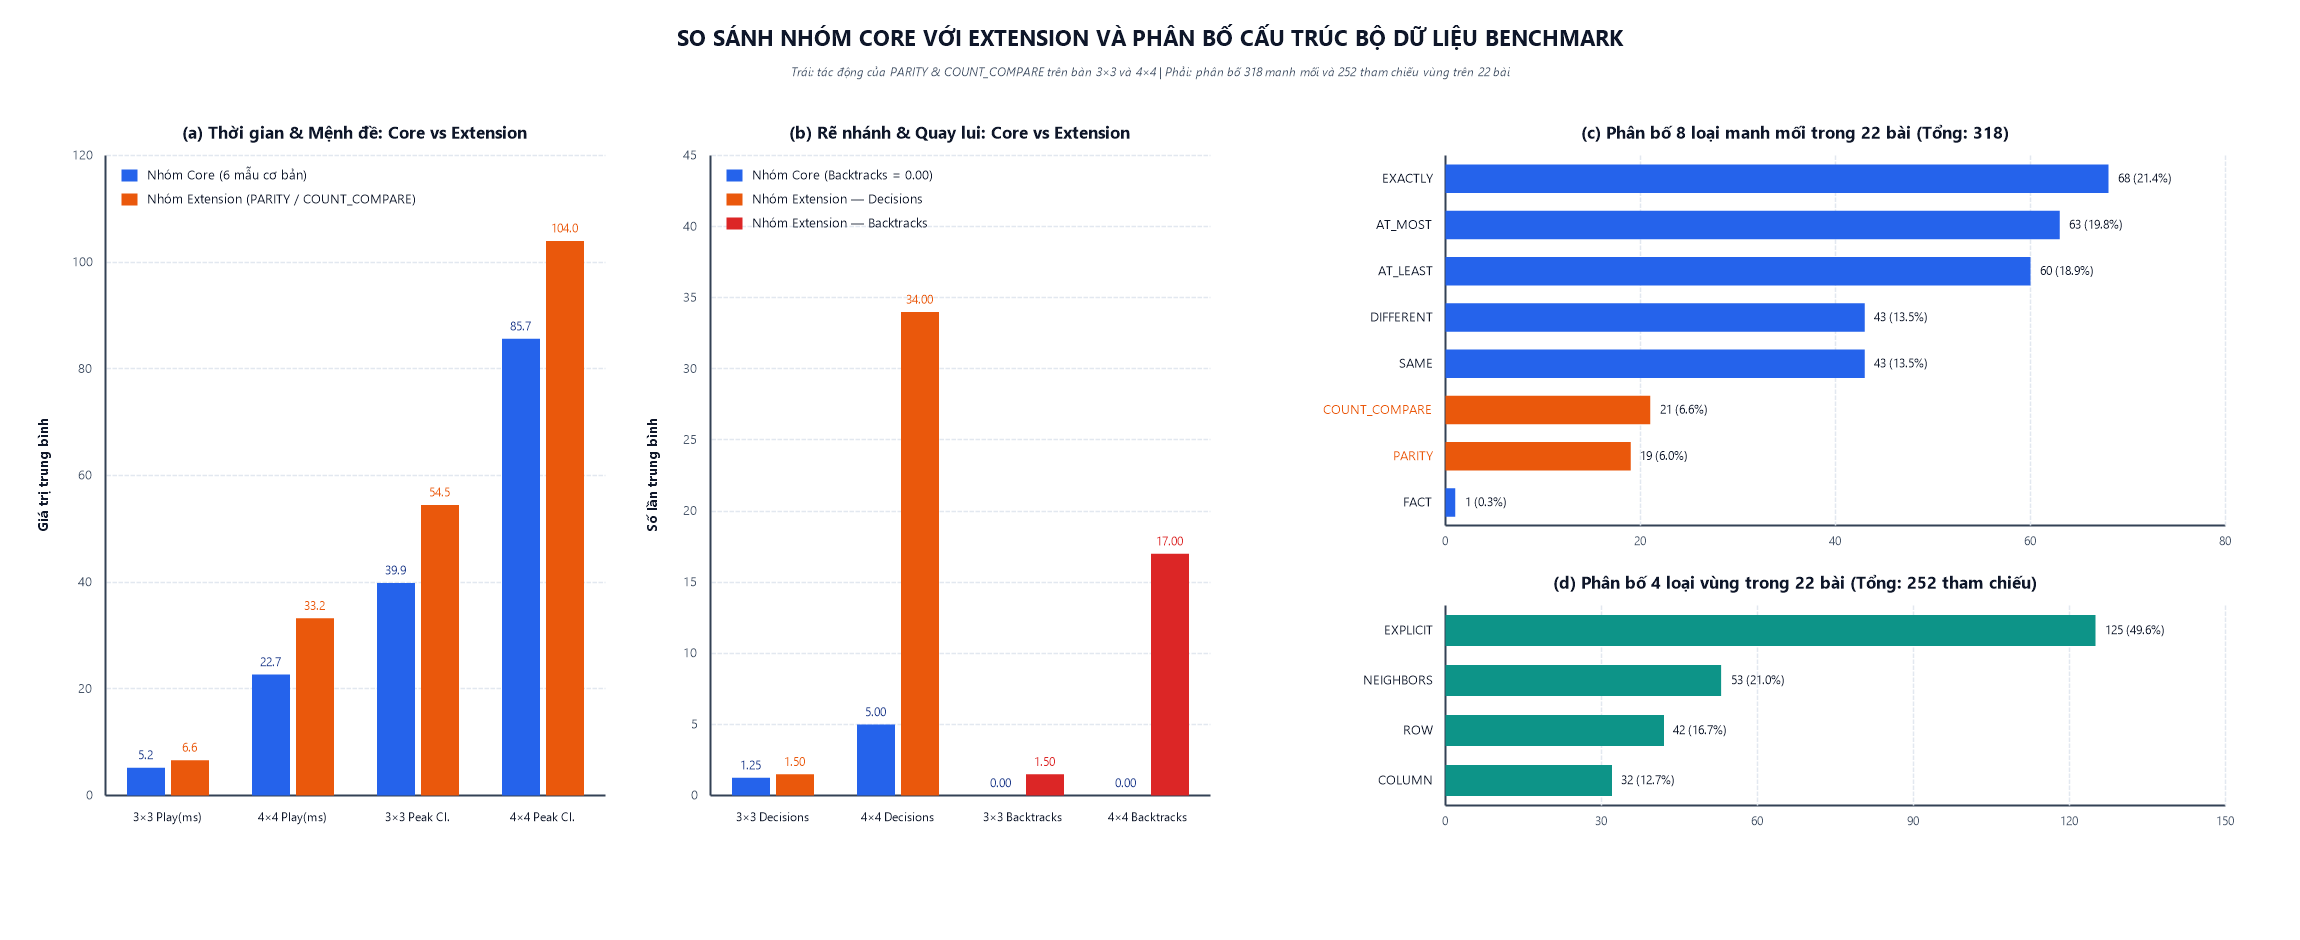 SO SÁNH NHÓM CORE VỚI EXTENSION VÀ PHÂN BỐ CẤU TRÚC BỘ DỮ LIỆU BENCHMARK
Trái: tác động của PARITY & COUNT_COMPARE trên bàn 3×3 và 4×4 | Phải: phân bố 318 manh mối và 252 tham chiếu vùng trên 22 bài
(a) Thời gian & Mệnh đề: Core vs Extension
Giá trị trung bình
120
100
80
60
40
20
0
Nhóm Core (6 mẫu cơ bản)
Nhóm Extension (PARITY / COUNT_COMPARE)
5.2
6.6
22.7
33.2
39.9
54.5
85.7
104.0
3×3 Play(ms)
4×4 Play(ms)
3×3 Peak Cl.
4×4 Peak Cl.
(b) Rẽ nhánh & Quay lui: Core vs Extension
Số lần trung bình
45
40
35
30
25
20
15
10
5
0
Nhóm Core (Backtracks = 0.00)
Nhóm Extension — Decisions
Nhóm Extension — Backtracks
1.25
1.50
5.00
34.00
0.00
1.50
0.00
17.00
3×3 Decisions
4×4 Decisions
3×3 Backtracks
4×4 Backtracks
(c) Phân bố 8 loại manh mối trong 22 bài (Tổng: 318)
EXACTLY 68 (21.4%)
AT_MOST 63 (19.8%)
AT_LEAST 60 (18.9%)
DIFFERENT 43 (13.5%)
SAME 43 (13.5%)
COUNT_COMPARE 21 (6.6%)
PARITY 19 (6.0%)
FACT 1 (0.3%)
0 20 40 60 80
(d) Phân bố 4 loại vùng trong 22 bài (Tổng: 252 tham chiếu)
EXPLICIT 125 (49.6%)
NEIGHBORS 53 (21.0%)
ROW 42 (16.7%)
COLUMN 32 (12.7%)
0 30 60 90 120 150